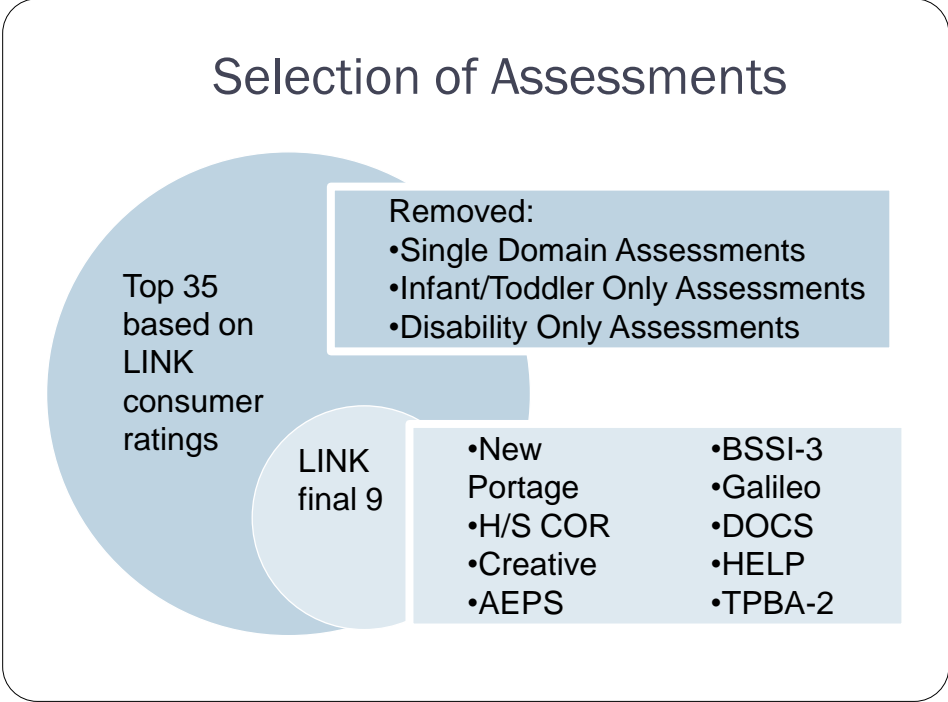 Selection of Assessments
Top 35
based on
LINK
consumer
ratings
Removed:
•Single Domain Assessments
•Infant/Toddler Only Assessments
•Disability Only Assessments
LINK
final 9
•New
Portage
•H/S COR
•Creative
•AEPS
•BSSI-3
•Galileo
•DOCS
•HELP
•TPBA-2